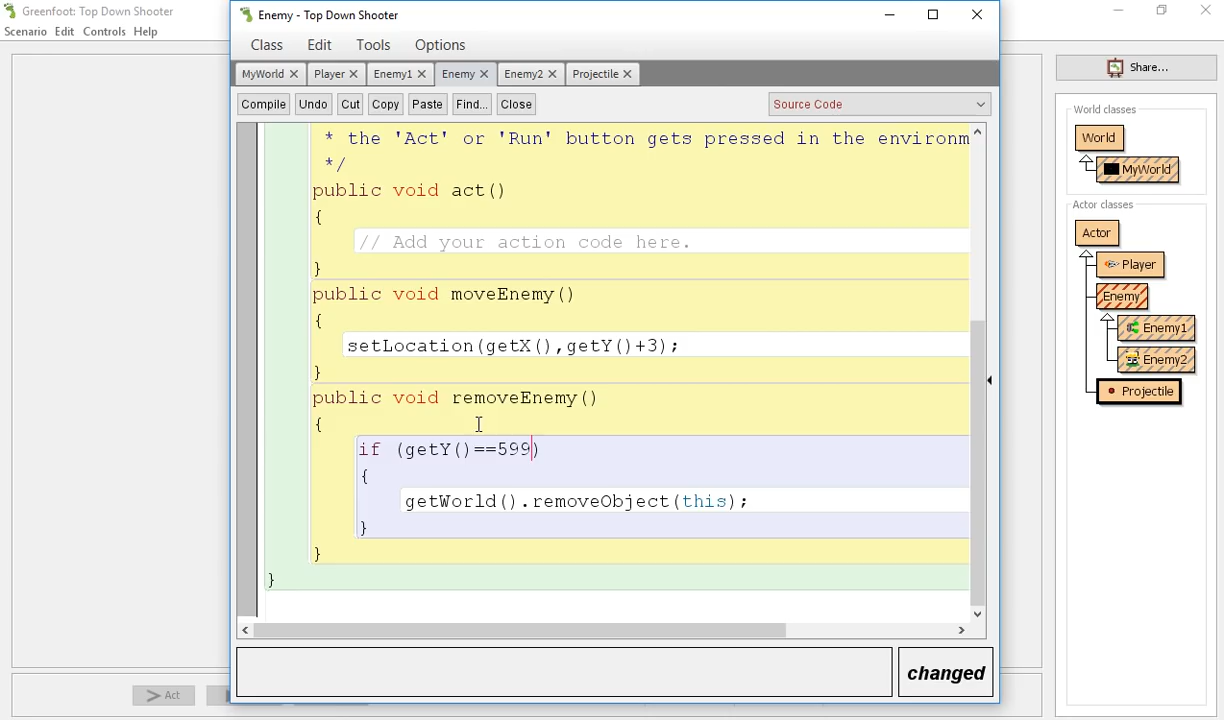 Greenfoot: Top Down Shooter
Scenario Edit Controls Help
Enemy - Top Down Shooter
Class Edit Tools Options
MyWorld Player Enemy1 Enemy Enemy2 Projectile
Compile Undo Cut Copy Paste Find... Close Source Code
* the 'Act' or 'Run' button gets pressed in the environm
*/
public void act()
{
// Add your action code here.
}
public void moveEnemy()
{
setLocation(getX(),getY()+3);
}
public void removeEnemy()
{
if (getY()==599)
{
getWorld().removeObject(this);
}
}
}
changed
Act
Share...
World classes
World
MyWorld
Actor classes
Actor
Player
Enemy
Enemy1
Enemy2
Projectile